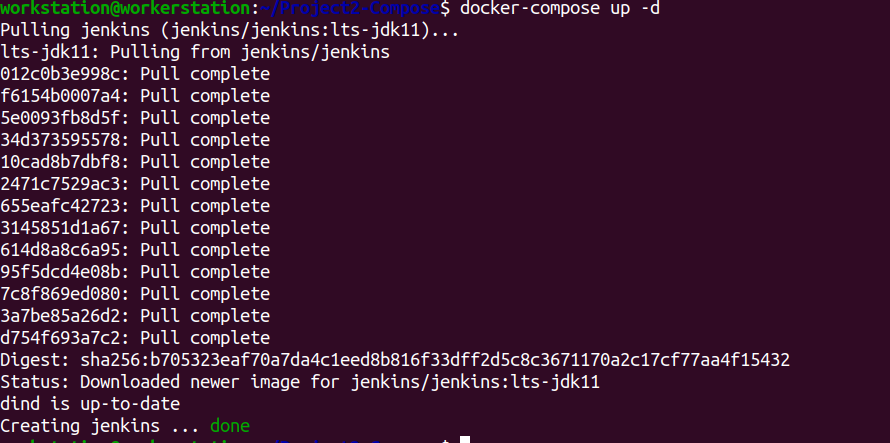 workstation@workerstation:~/Project2-Compose$ docker-compose up -d
Pulling jenkins (jenkins/jenkins:lts-jdk11)...
lts-jdk11: Pulling from jenkins/jenkins
012c0b3e998c: Pull complete
f6154b0007a4: Pull complete
5e0093fb8d5f: Pull complete
34d373595578: Pull complete
10cad8b7dbf8: Pull complete
2471c7529ac3: Pull complete
655eafc42723: Pull complete
3145851d1a67: Pull complete
614d8a8c6a95: Pull complete
95f5dcd4e08b: Pull complete
7c8f869ed080: Pull complete
3a7be85a26d2: Pull complete
d754f693a7c2: Pull complete
Digest: sha256:b705323eaf70a7da4c1eed8b816f33dff2d5c8c3671170a2c17cf77aa4f15432
Status: Downloaded newer image for jenkins/jenkins:lts-jdk11
dind is up-to-date
Creating jenkins ... done